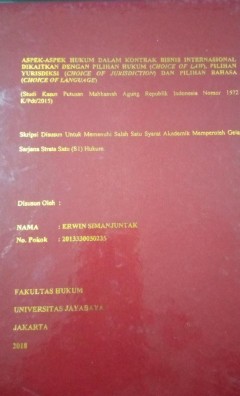 ASPEK-ASPEK HUKUM DALAM KONTRAK BISNIS INTERNASIONAL
DIKAITKAN DENGAN PILIHAN HUKUM (CHOICE OF LAW), PILIHAN
YURISDIKSI (CHOICE OF JURISDICTION) DAN PILIHAN BAHASA
(CHOICE OF LANGUAGE)
(Studi Kasus Putusan Mahkamah Agung Republik Indonesia Nomor 1572
K/Pdt/2015)
Skripsi Disusun Untuk Memenuhi Salah Satu Syarat Akademik Memperoleh Gelar
Sarjana Strata Satu (S1) Hukum
Disusun Oleh :
NAMA : ERWIN SIMANJUNTAK
No. Pokok : 2013330050235
FAKULTAS HUKUM
UNIVERSITAS JAYABAYA
JAKARTA
2018